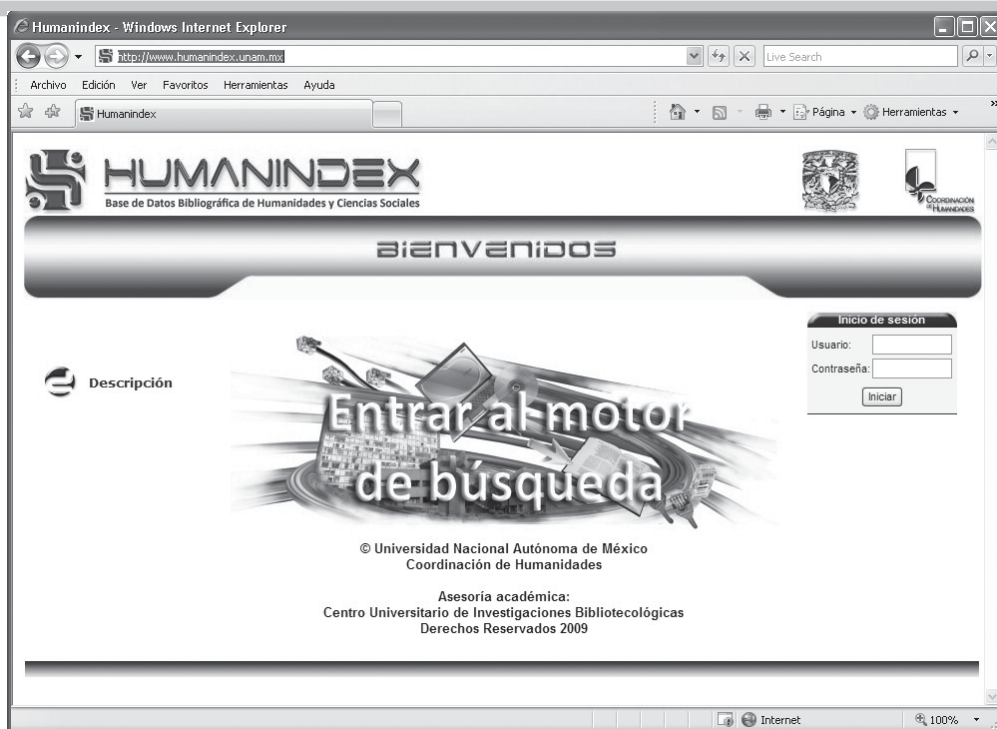 Humanindex - Windows Internet Explorer
http://www.humanindex.unam.mx
Live Search
Archivo Edición Ver Favoritos Herramientas Ayuda
Humanindex
Página
Herramientas
HUMANINDEX
Base de Datos Bibliográfica de Humanidades y Ciencias Sociales
COORDINACIÓN
DE HUMANIDADES
BIENVENIDOS
Inicio de sesión
Usuario:
Contraseña:
Iniciar
Descripción
Entrar al motor
de búsqueda
© Universidad Nacional Autónoma de México
Coordinación de Humanidades
Asesoría académica:
Centro Universitario de Investigaciones Bibliotecológicas
Derechos Reservados 2009
Internet
100%